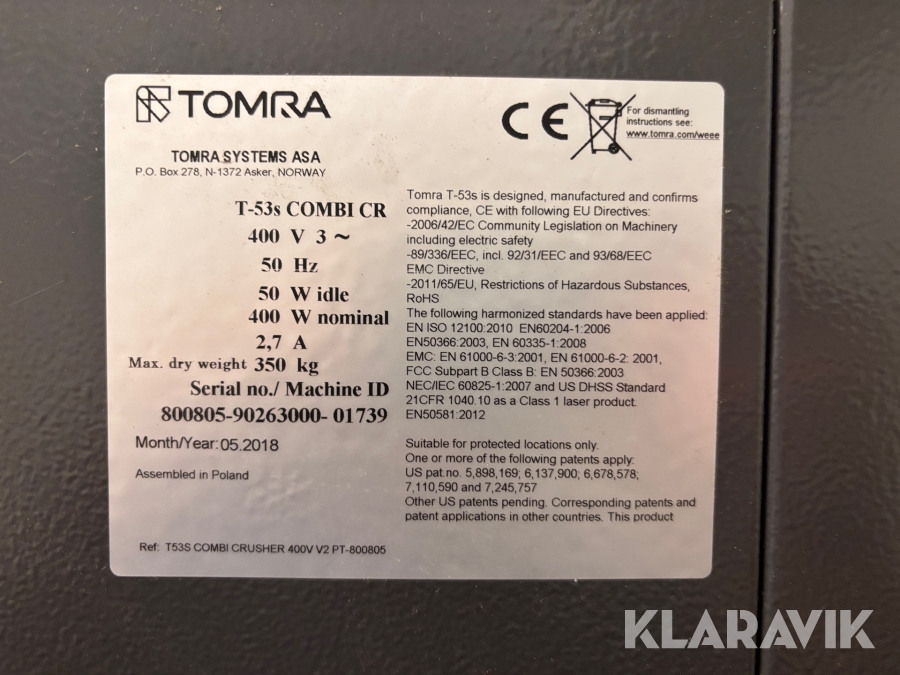 TOMRA
TOMRA SYSTEMS ASA
P.O. Box 278, N-1372 Asker, NORWAY
T-53s COMBI CR
400 V 3 ~
50 Hz
50 W idle
400 W nominal
2,7 A
Max. dry weight 350 kg
Serial no./ Machine ID
800805-90263000- 01739
Month/Year: 05.2018
Assembled in Poland
Ref: T53S COMBI CRUSHER 400V V2 PT-800805
CE
For dismantling
instructions see:
www.tomra.com/weee
Tomra T-53s is designed, manufactured and confirms
compliance, CE with following EU Directives:
-2006/42/EC Community Legislation on Machinery
including electric safety
-89/336/EEC, incl. 92/31/EEC and 93/68/EEC
EMC Directive
-2011/65/EU, Restrictions of Hazardous Substances,
RoHS
The following harmonized standards have been applied:
EN ISO 12100:2010 EN60204-1:2006
EN50366:2003, EN 60335-1:2008
EMC: EN 61000-6-3:2001, EN 61000-6-2: 2001,
FCC Subpart B Class B: EN 50366:2003
NEC/IEC 60825-1:2007 and US DHSS Standard
21CFR 1040.10 as a Class 1 laser product.
EN50581:2012
Suitable for protected locations only.
One or more of the following patents apply:
US pat.no. 5,898,169; 6,137,900; 6,678,578;
7,110,590 and 7,245,757
Other US patents pending. Corresponding patents and
patent applications in other countries. This product
KLARAVIK